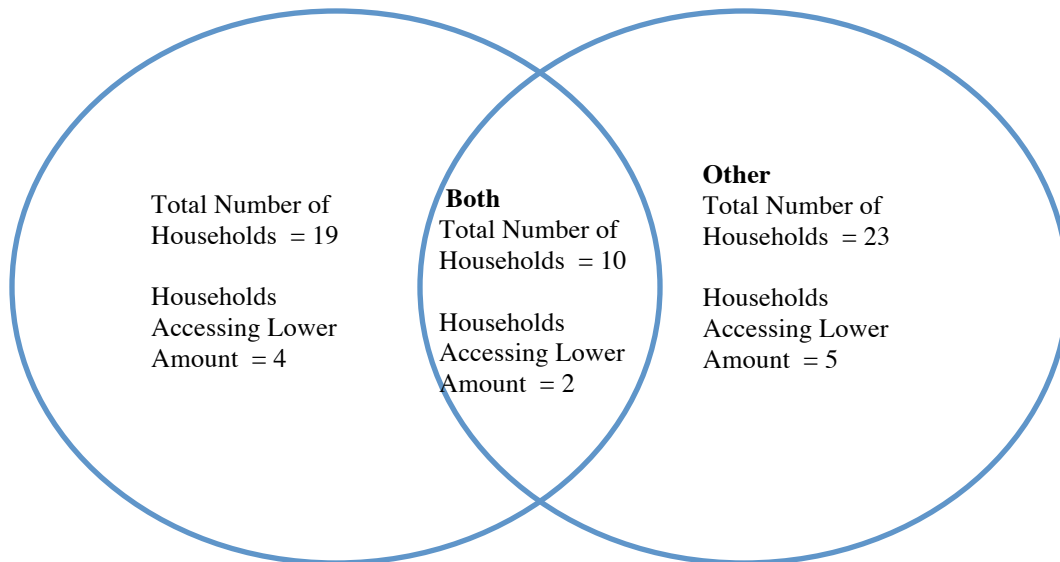 Total Number of
Households = 19
Households
Accessing Lower
Amount = 4
Both
Total Number of
Households = 10
Households
Accessing Lower
Amount = 2
Other
Total Number of
Households = 23
Households
Accessing Lower
Amount = 5